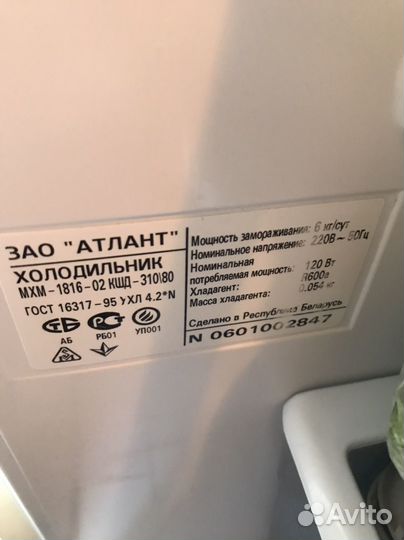 ЗАО "АТЛАНТ"
ХОЛОДИЛЬНИК
МХМ-1816-02 КШД-310\80
ГОСТ 16317-95 УХЛ 4.2*N
АБ
РБ01
УП001
Мощность замораживания: 6 кг/сут
Номинальное напряжение: 220В ~ 50Гц
Номинальная
потребляемая мощность: 120 Вт
Хладагент: R600a
Масса хладагента: 0.054 кг
Сделано в Республике Беларусь
N 0601002847
Avito